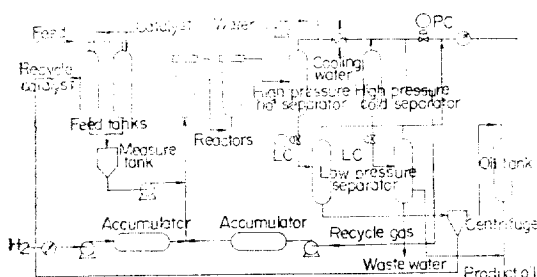 Feed
Catalyst
Water
PC
Recycle
catalyst
Cooling
water
High pressure
hot separator
High pressure
cold separator
Feed tanks
Reactors
Measure
tank
LC
LC
Low pressure
separator
Oil tank
Accumulator
Accumulator
Centrifuge
H2
Recycle gas
Waste water
Product oil